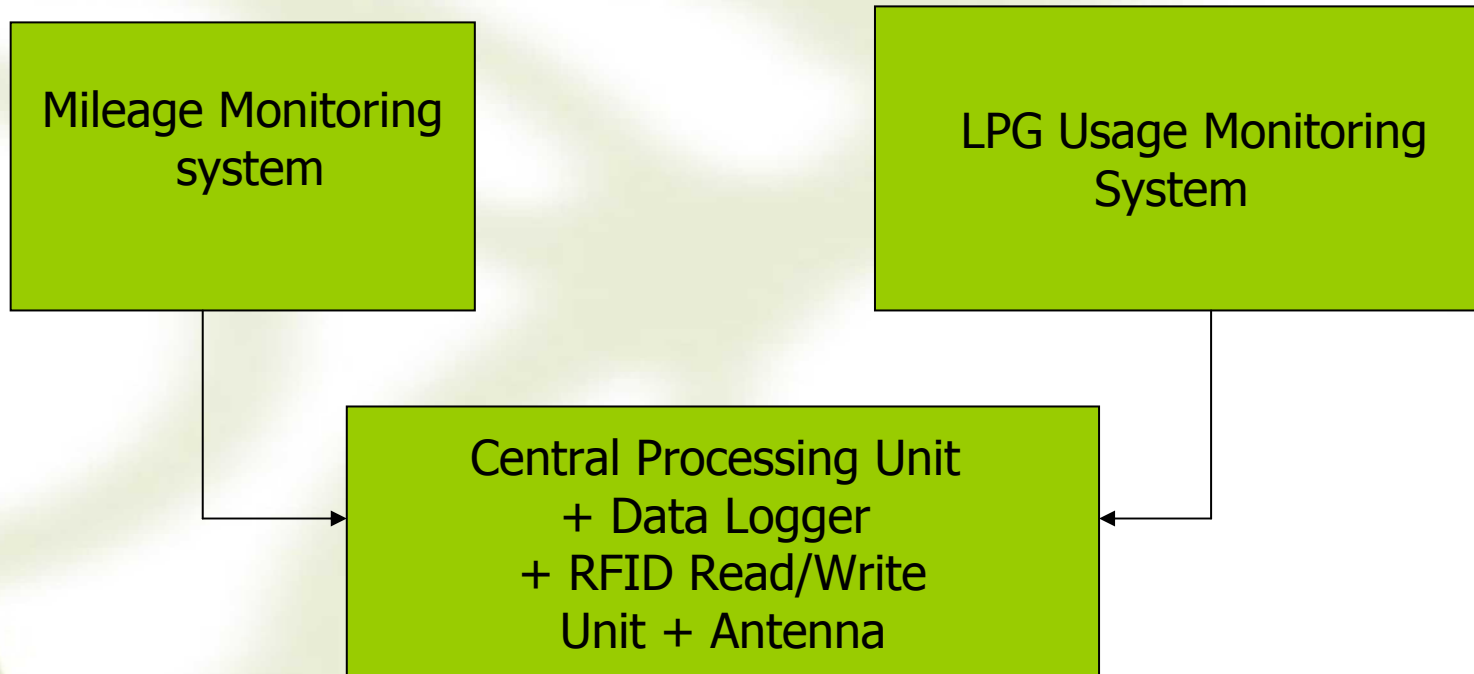 Mileage Monitoring
system
LPG Usage Monitoring
System
Central Processing Unit
+ Data Logger
+ RFID Read/Write
Unit + Antenna